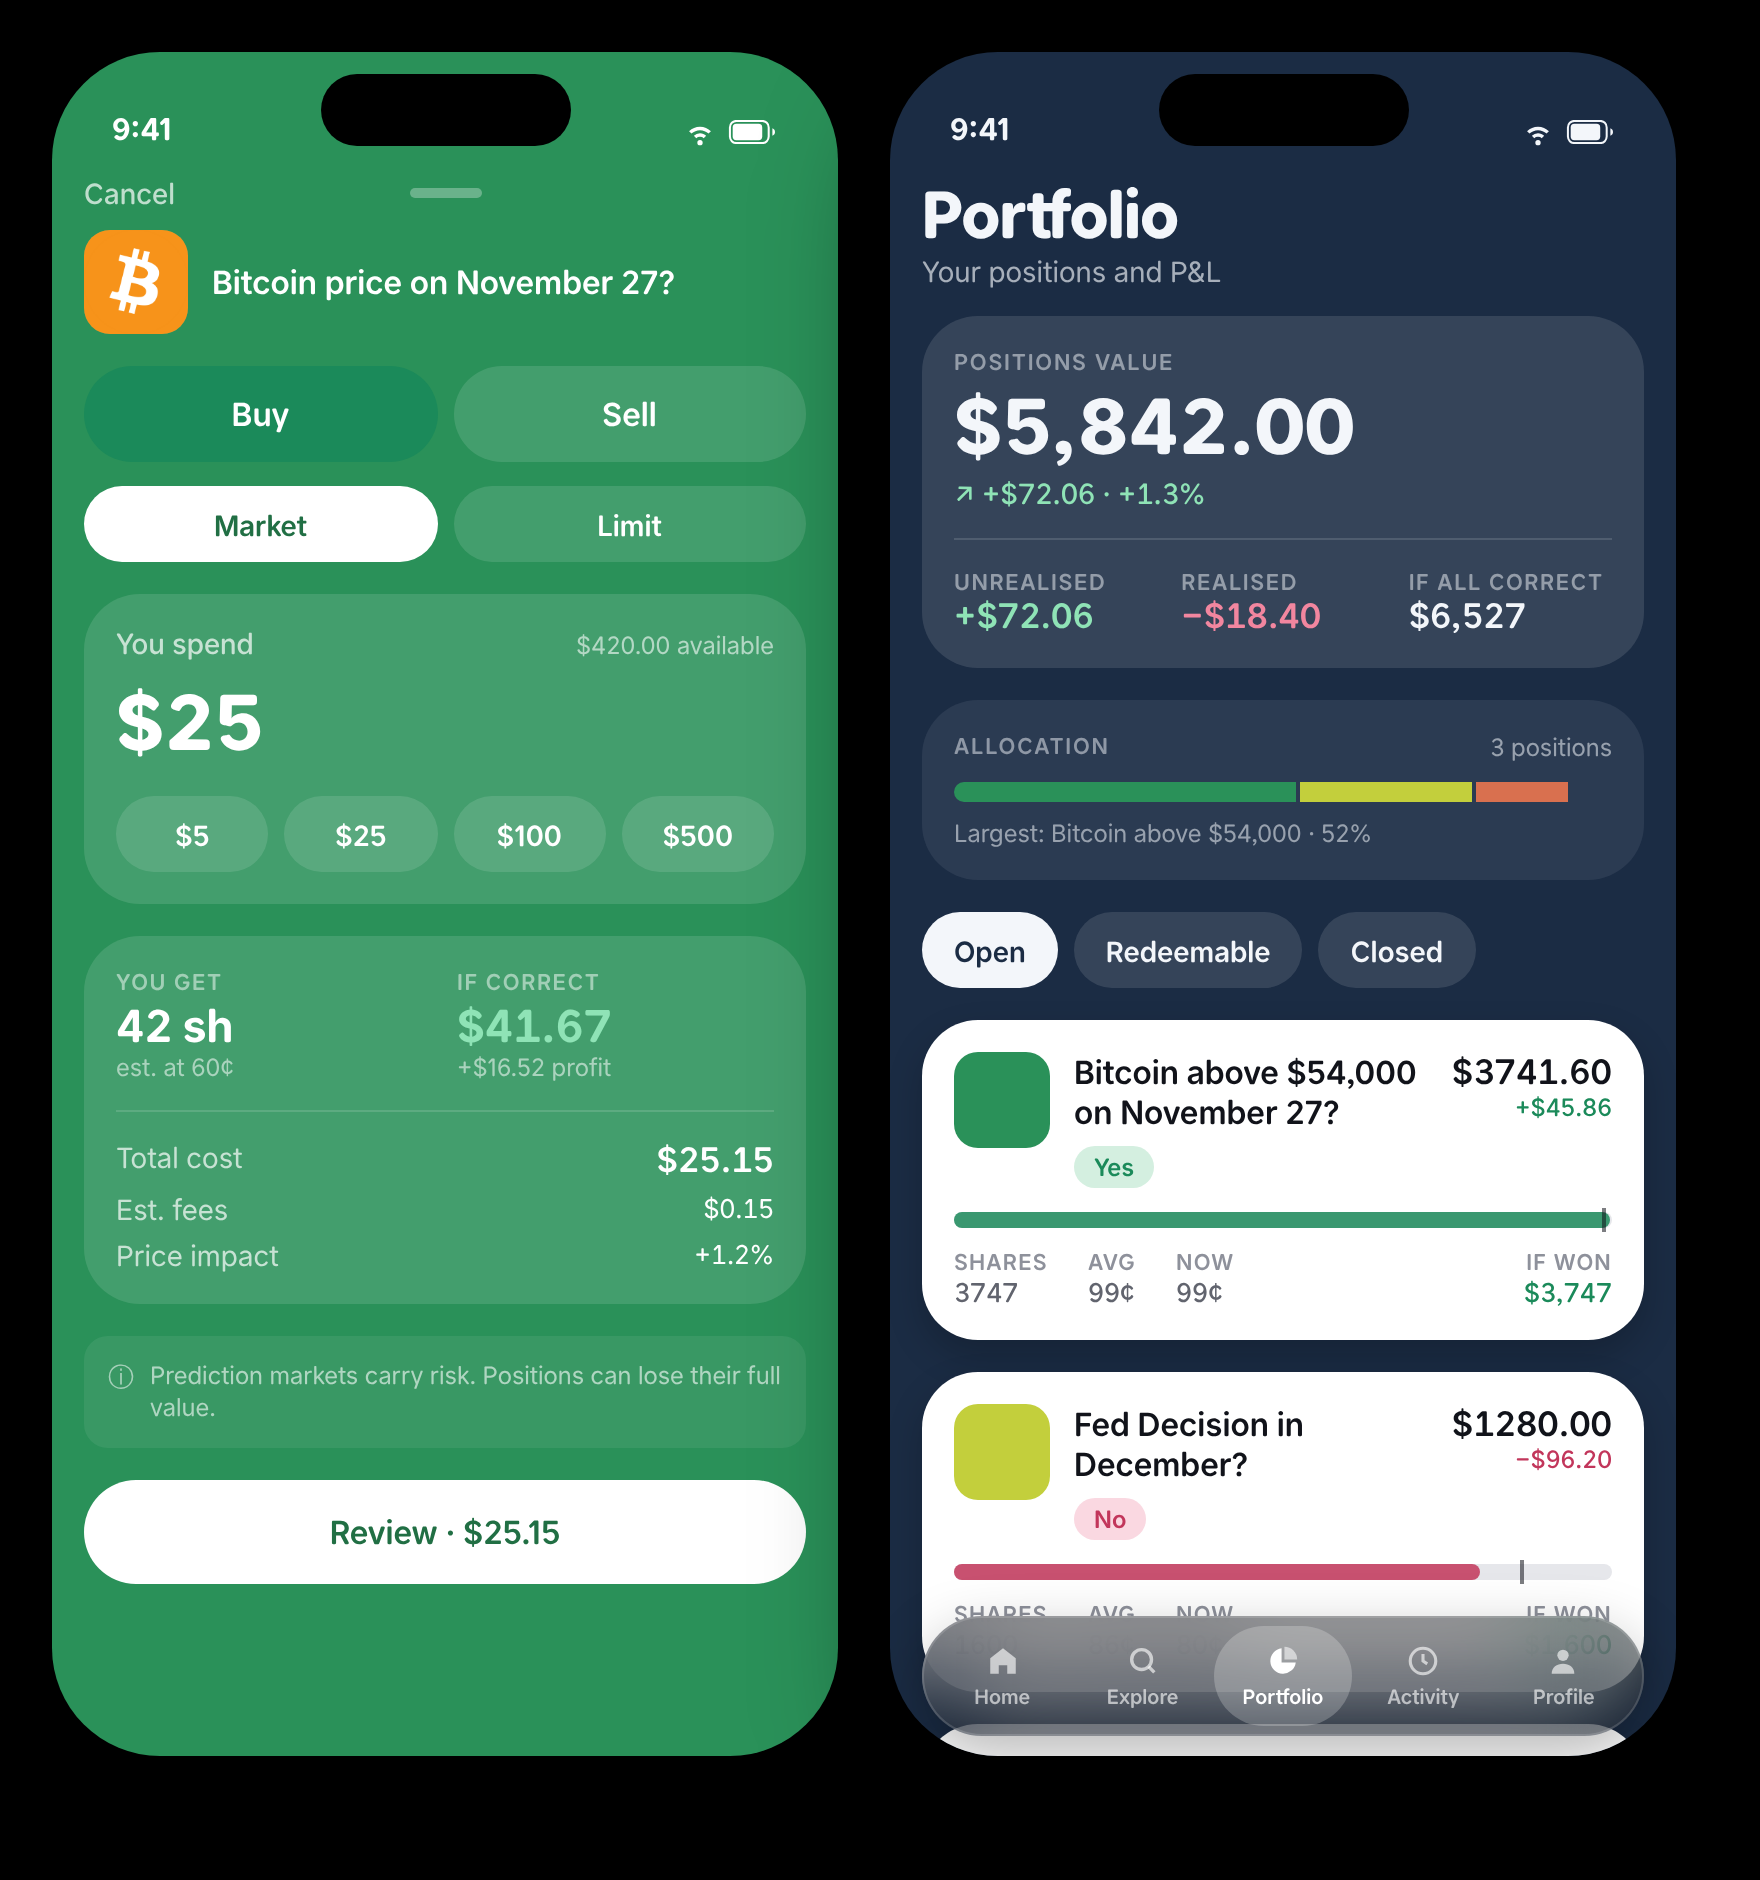 9:41
Cancel
Bitcoin price on November 27?
Buy
Sell
Market
Limit
You spend
$420.00 available
$25
$5
$25
$100
$500
YOU GET
IF CORRECT
42 sh
$41.67
est. at 60¢
+$16.52 profit
Total cost
$25.15
Est. fees
$0.15
Price impact
+1.2%
Prediction markets carry risk. Positions can lose their full
value.
Review · $25.15
9:41
Portfolio
Your positions and P&L
POSITIONS VALUE
$5,842.00
+$72.06 · +1.3%
UNREALISED
REALISED
IF ALL CORRECT
+$72.06
−$18.40
$6,527
ALLOCATION
3 positions
Largest: Bitcoin above $54,000 · 52%
Open
Redeemable
Closed
Bitcoin above $54,000
on November 27?
$3741.60
+$45.86
Yes
SHARES
AVG
NOW
IF WON
3747
99¢
99¢
$3,747
Fed Decision in
December?
$1280.00
−$96.20
No
SHARES
AVG
NOW
IF WON
Home
Explore
Portfolio
Activity
Profile